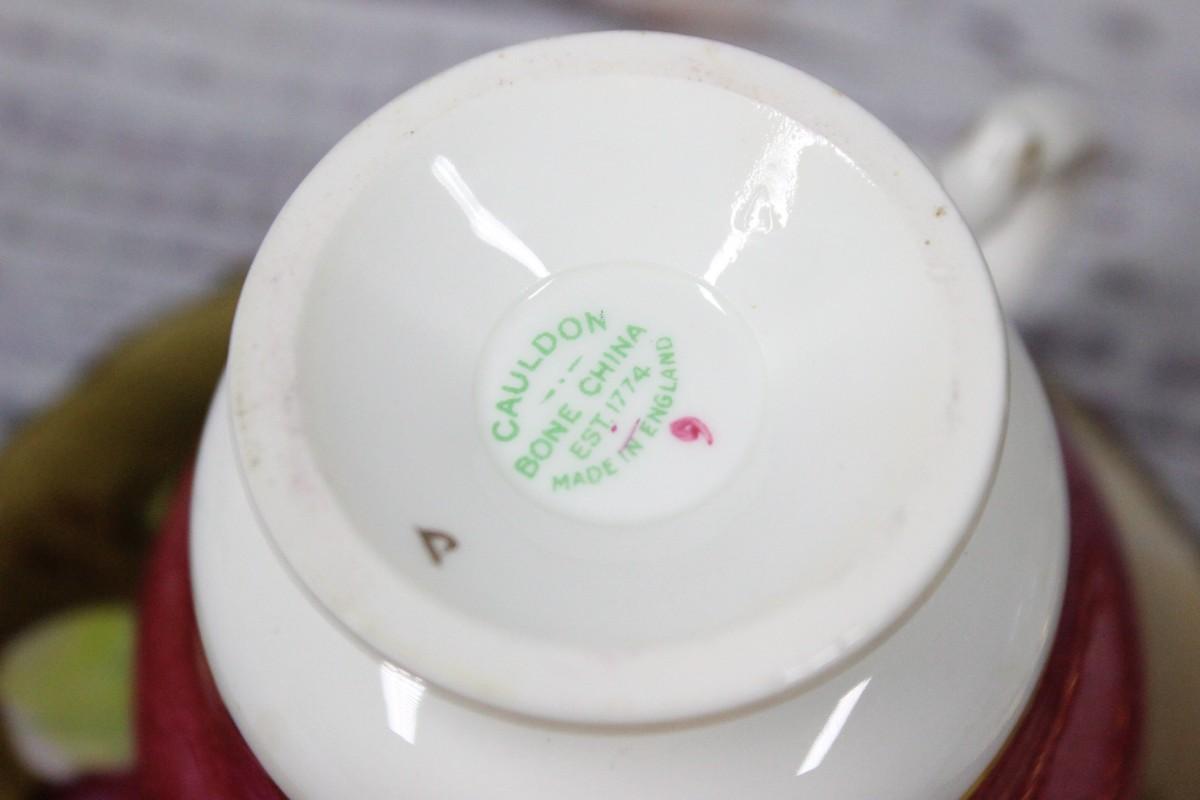 CAULDON
BONE CHINA
EST. 1774
MADE IN ENGLAND